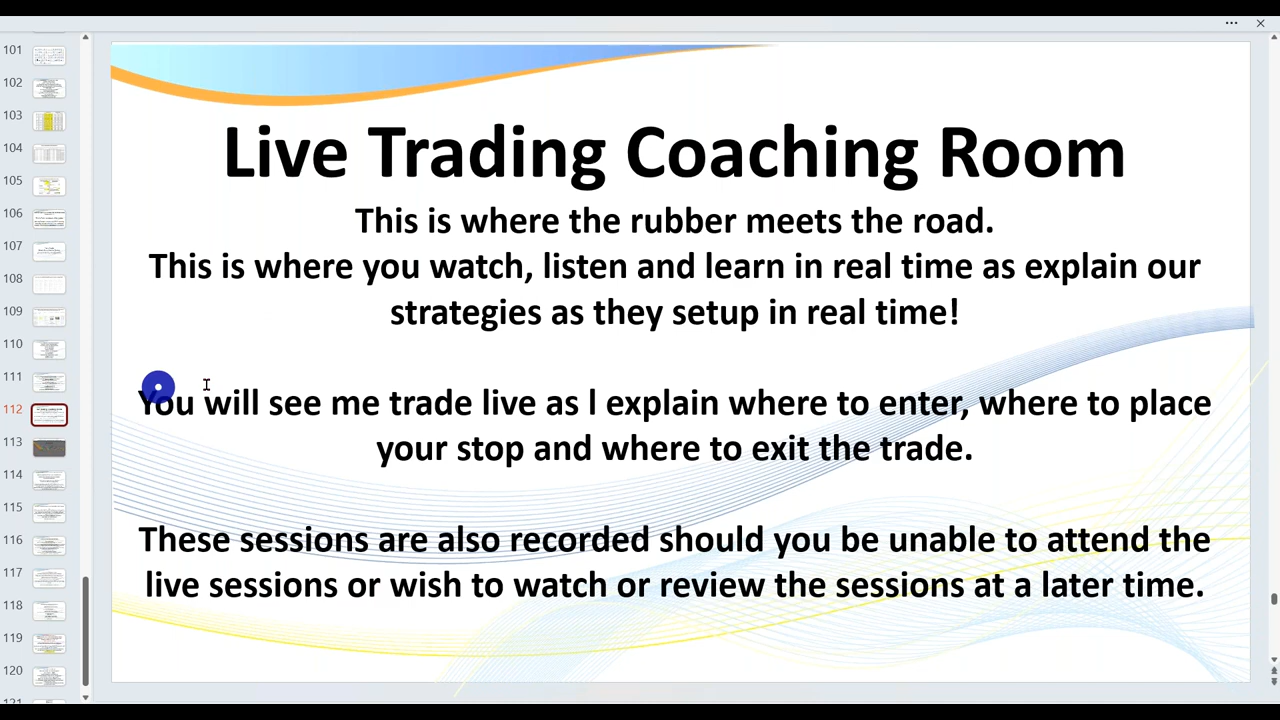 101
102
103
104
105
106
107
108
109
110
111
112
113
114
115
116
117
118
119
120
Live Trading Coaching Room
This is where the rubber meets the road.
This is where you watch, listen and learn in real time as explain our
strategies as they setup in real time!
You will see me trade live as I explain where to enter, where to place
your stop and where to exit the trade.
These sessions are also recorded should you be unable to attend the
live sessions or wish to watch or review the sessions at a later time.